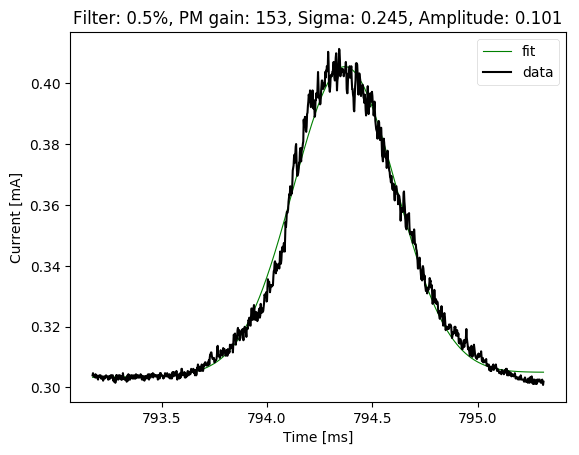 Filter: 0.5%, PM gain: 153, Sigma: 0.245, Amplitude: 0.101
fit
data
Current [mA]
0.40
0.38
0.36
0.34
0.32
0.30
793.5 794.0 794.5 795.0
Time [ms]